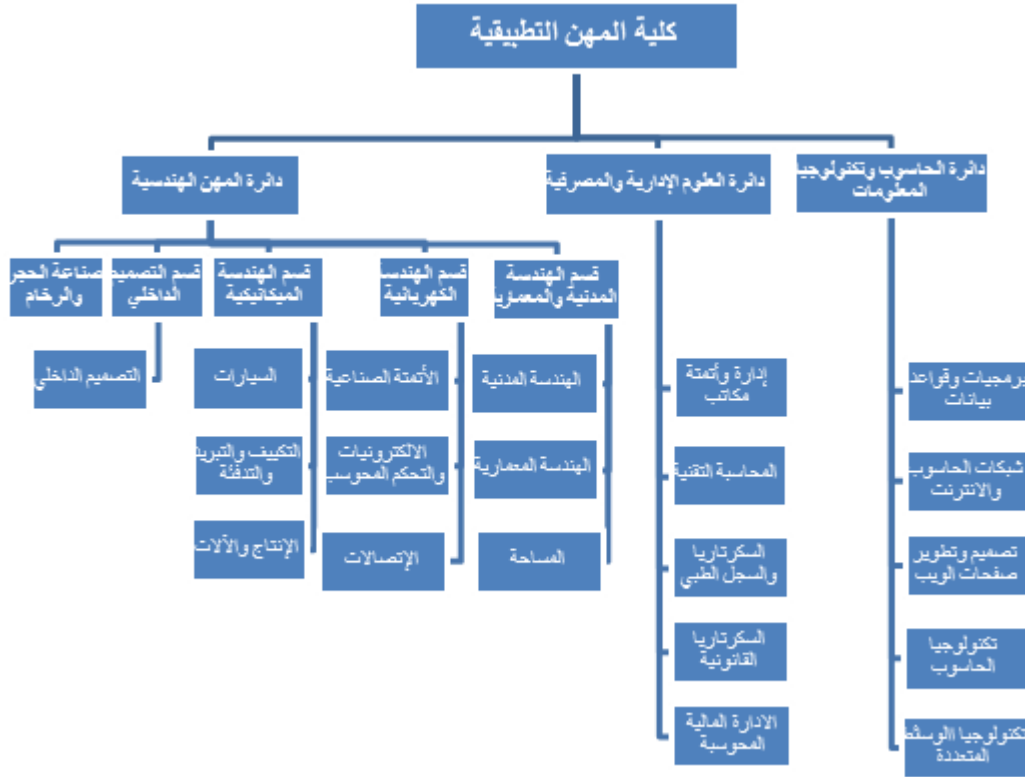 كلية المهن التطبيقية
دائرة الحاسوب وتكنولوجيا
المعلومات
دائرة العلوم الإدارية والمصرفية
دائرة المهن الهندسية
قسم الهندسة
المدنية والمعمارية
قسم الهندسة
الكهربائية
قسم الهندسة
الميكانيكية
قسم التصميم
الداخلي
صناعة الحجر
والرخام
برمجيات وقواعد
بيانات
شبكات الحاسوب
والانترنت
تصميم وتطوير
صفحات الويب
تكنولوجيا
الحاسوب
تكنولوجيا الوسائط
المتعددة
إدارة وأتمتة
مكاتب
المحاسبة التقنية
السكرتاريا
والسجل الطبي
السكرتاريا
القانونية
الادارة المالية
المحوسبة
الهندسة المدنية
الهندسة المعمارية
المساحة
الأتمتة الصناعية
الالكترونيات
والتحكم المحوسب
الإتصالات
السيارات
التكييف والتبريد
والتدفئة
الإنتاج والآلات
التصميم الداخلي